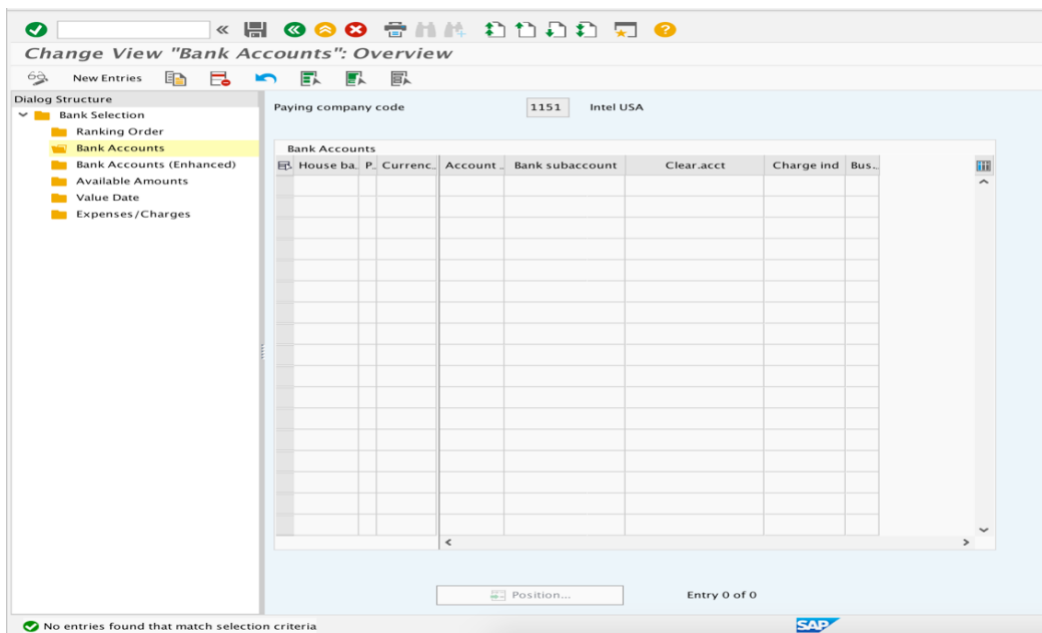 Change View "Bank Accounts": Overview
New Entries
Dialog Structure
Bank Selection
Ranking Order
Bank Accounts
Bank Accounts (Enhanced)
Available Amounts
Value Date
Expenses/Charges
Paying company code 1151 Intel USA
Bank Accounts
House ba.. P.. Currenc.. Account .. Bank subaccount Clear.acct Charge ind Bus..
Position... Entry 0 of 0
No entries found that match selection criteria
SAP